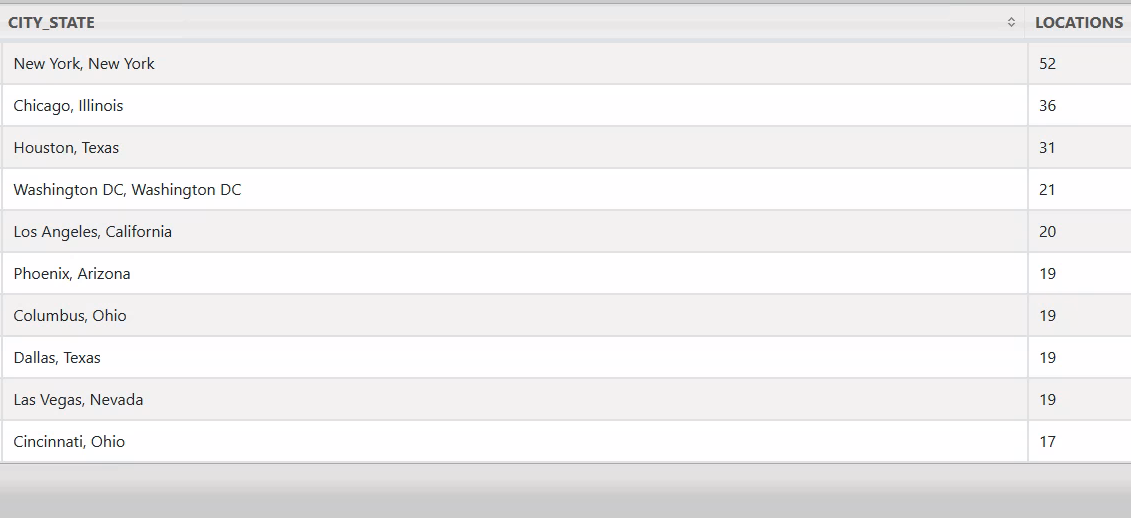 CITY_STATE LOCATIONS
New York, New York 52
Chicago, Illinois 36
Houston, Texas 31
Washington DC, Washington DC 21
Los Angeles, California 20
Phoenix, Arizona 19
Columbus, Ohio 19
Dallas, Texas 19
Las Vegas, Nevada 19
Cincinnati, Ohio 17